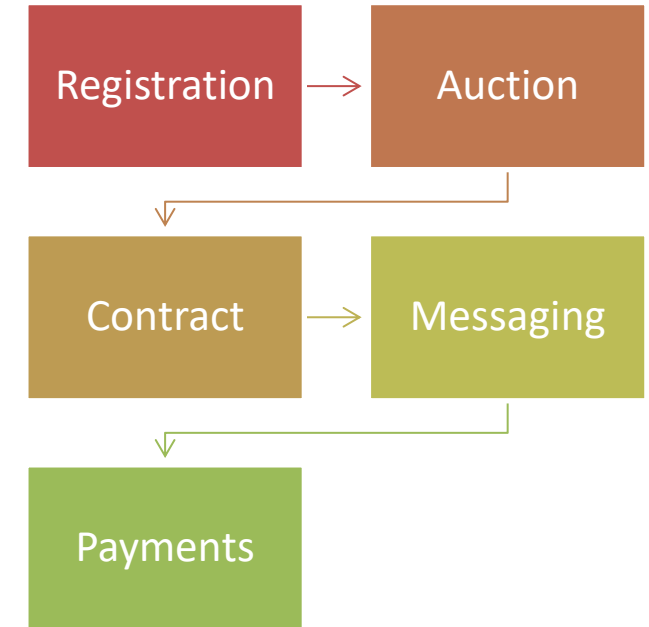 Registration
Auction
Contract
Messaging
Payments